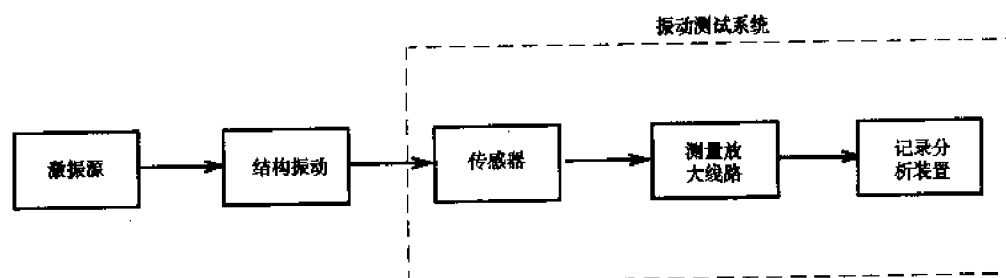 振动测试系统
激振源
结构振动
传感器
测量放
大线路
记录分
析装置